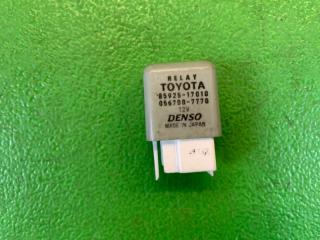 RELAY
TOYOTA
85925-17010
056700-7770
12V
DENSO
MADE IN JAPAN